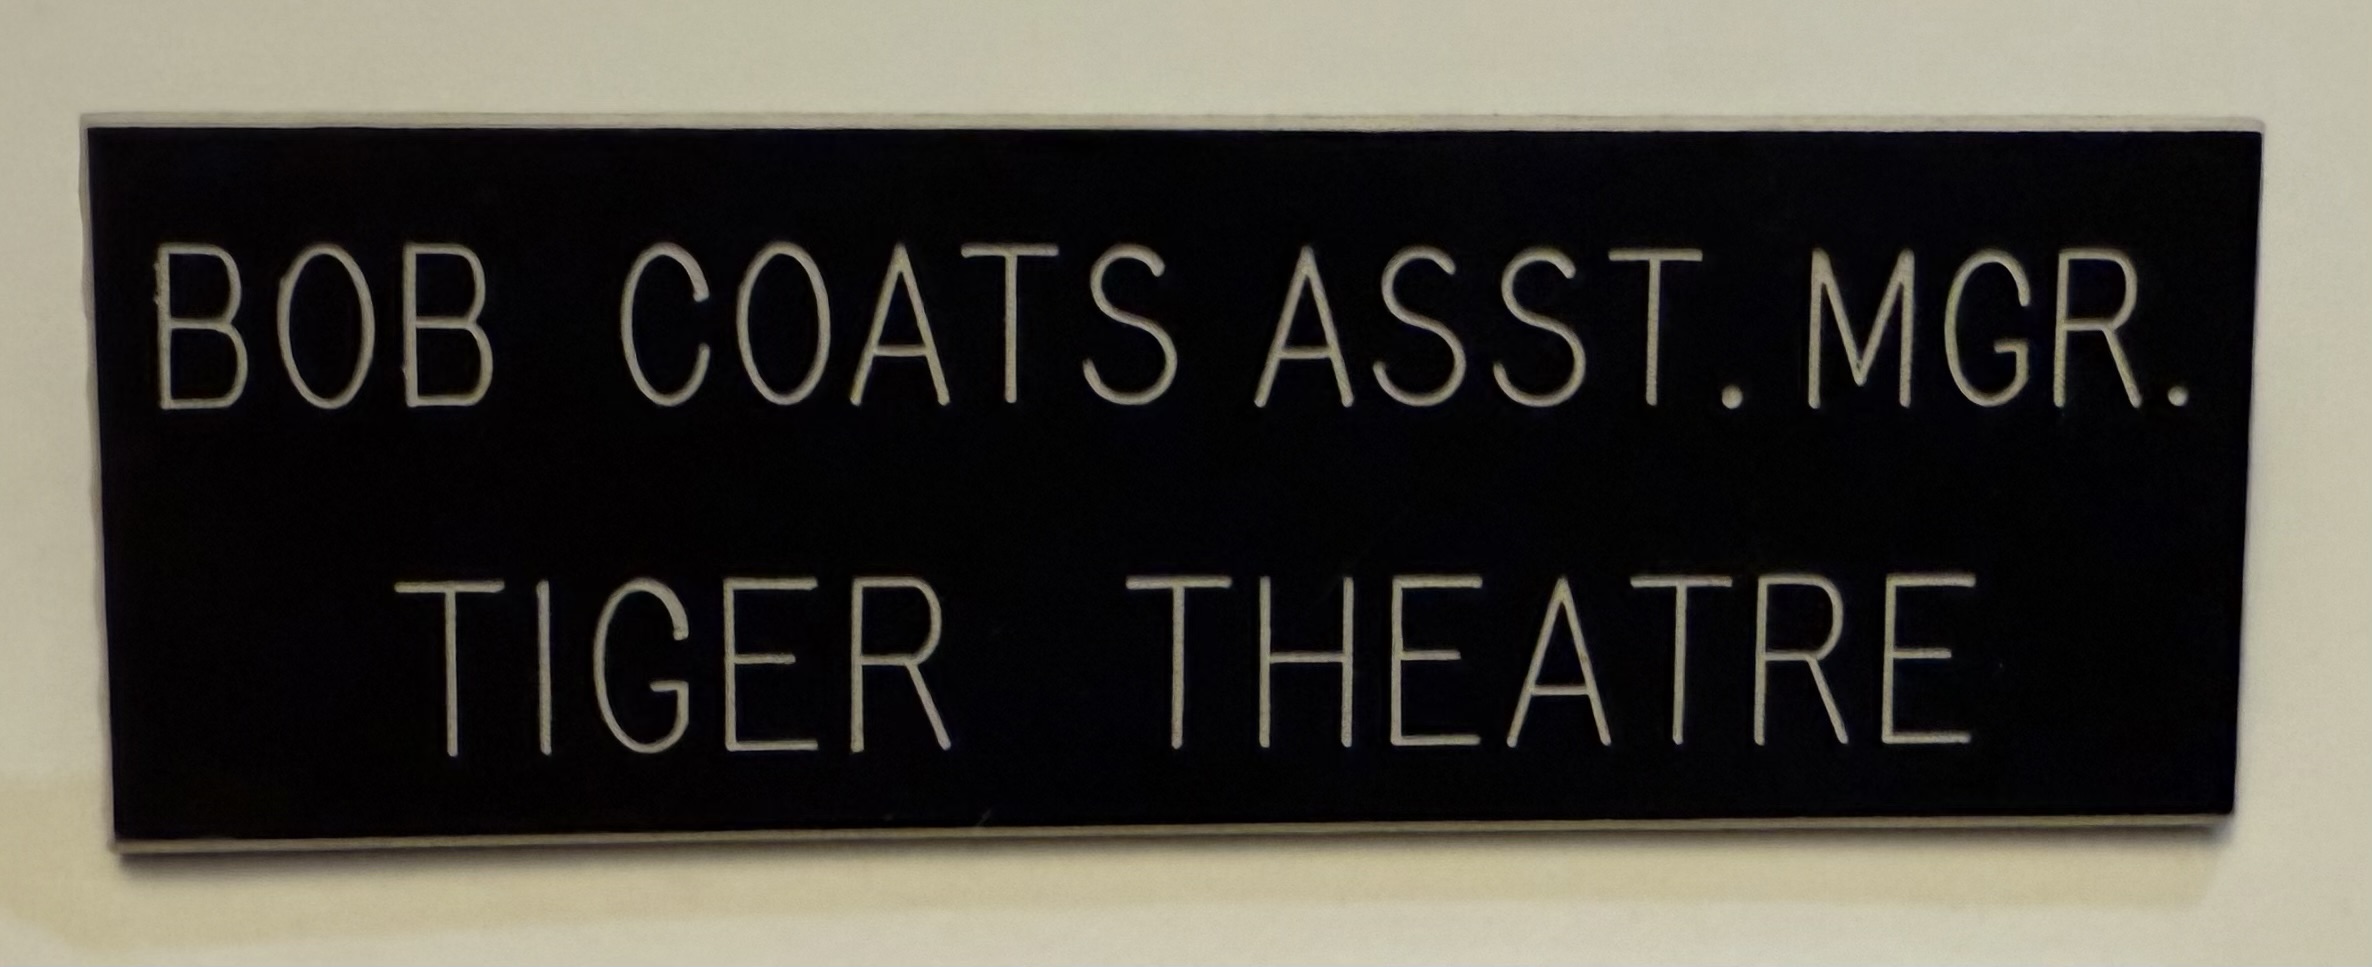 BOB COATS ASST. MGR.
TIGER THEATRE